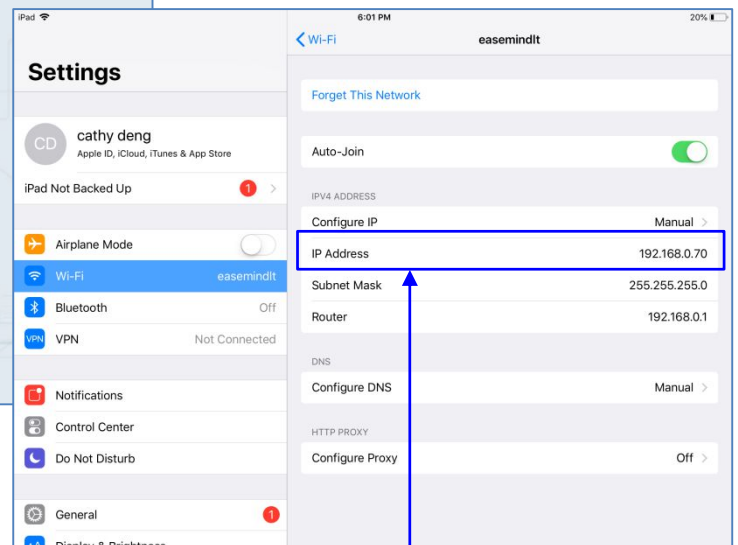 iPad 6:01 PM 20%
Wi-Fi easemindlt
Settings
Forget This Network
CD cathy deng
Apple ID, iCloud, iTunes & App Store
Auto-Join
iPad Not Backed Up 1
IPV4 ADDRESS
Configure IP Manual
Airplane Mode
IP Address 192.168.0.70
Wi-Fi easemindlt
Subnet Mask 255.255.255.0
Bluetooth Off
Router 192.168.0.1
VPN VPN Not Connected
DNS
Configure DNS Manual
Notifications
Control Center
HTTP PROXY
Do Not Disturb
Configure Proxy Off
General 1
Display & Brightness